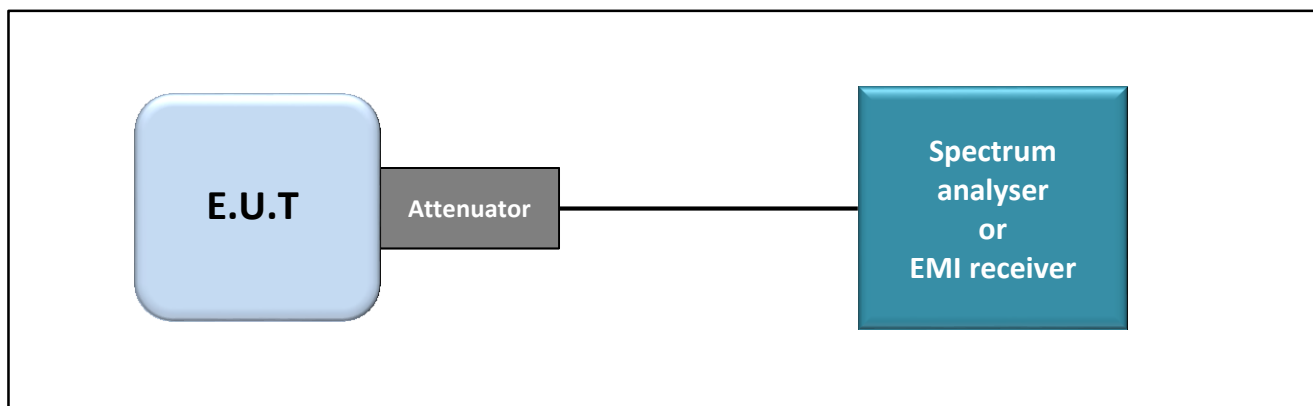 E.U.T
Attenuator
Spectrum
analyser
or
EMI receiver